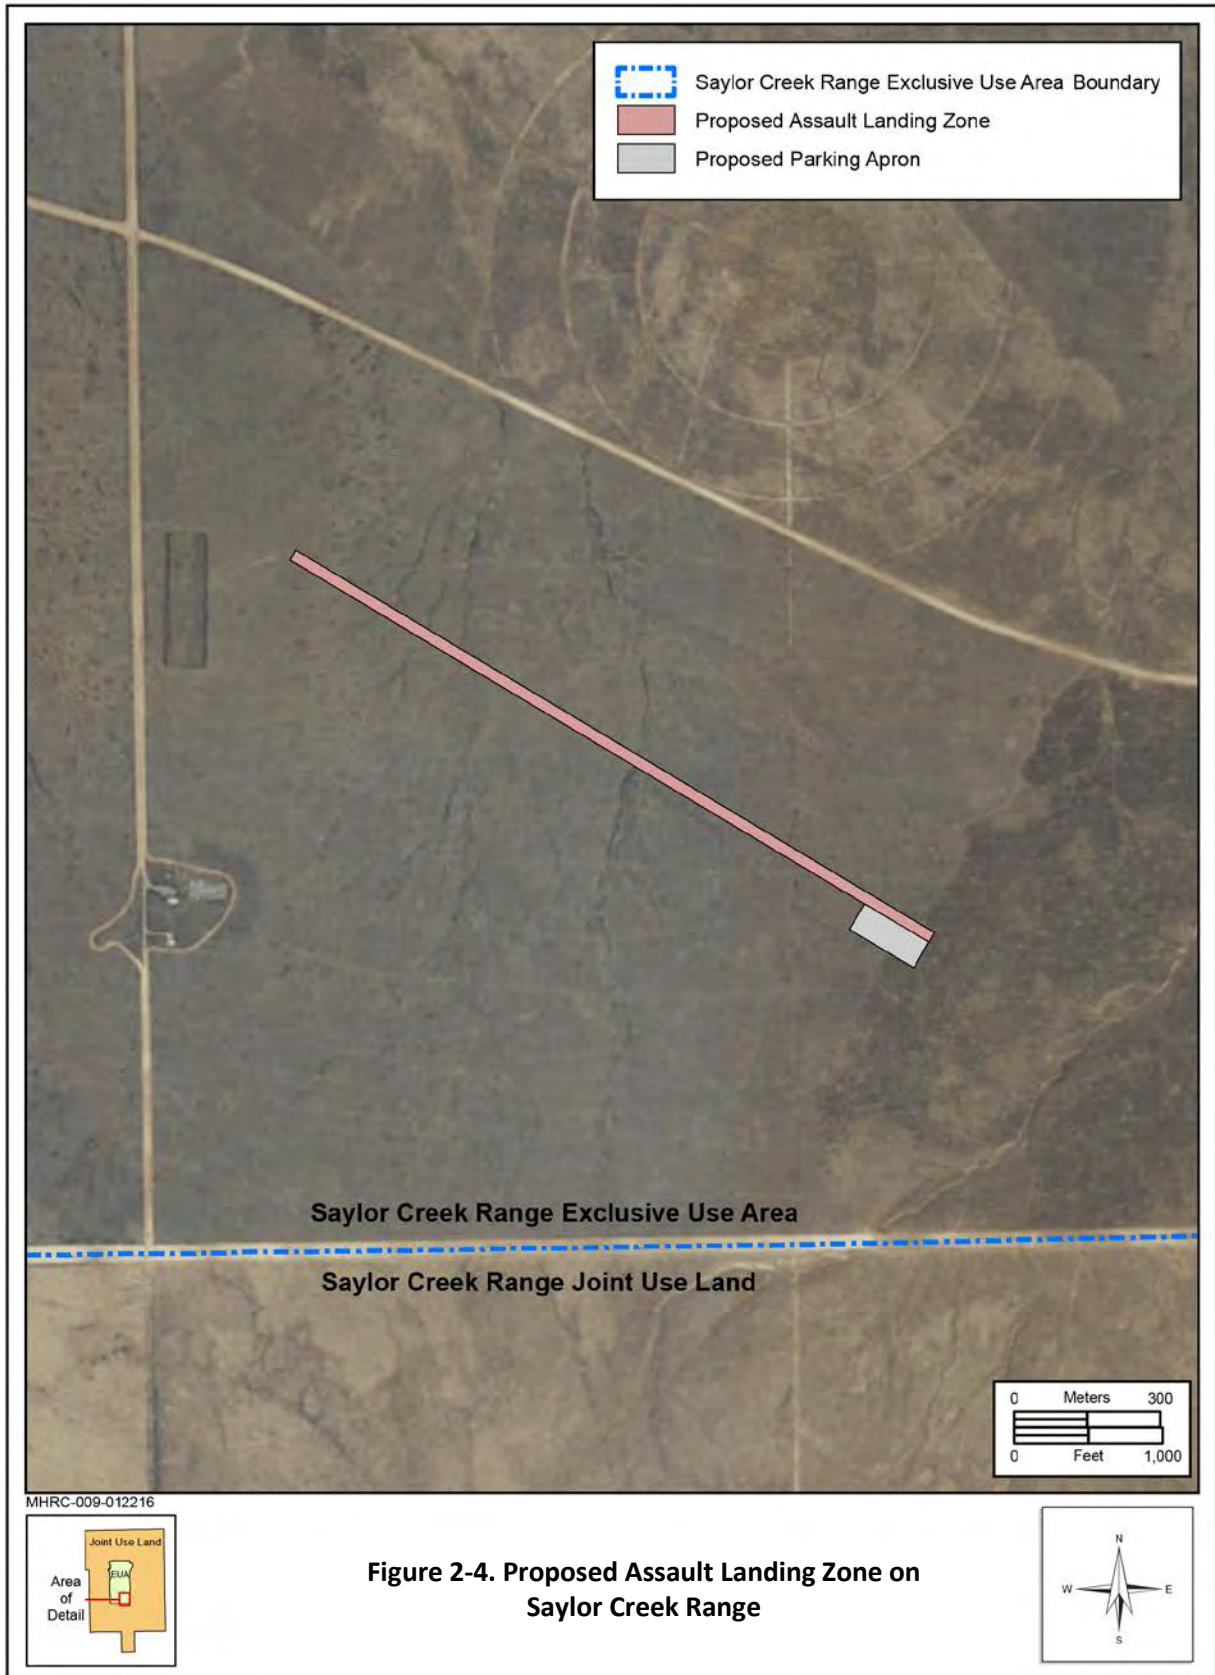 Saylor Creek Range Exclusive Use Area Boundary
Proposed Assault Landing Zone
Proposed Parking Apron
Saylor Creek Range Exclusive Use Area
Saylor Creek Range Joint Use Land
0 Meters 300
0 Feet 1,000
MHRC-009-012216
Joint Use Land
EUA
Area
of
Detail
Figure 2-4. Proposed Assault Landing Zone on
Saylor Creek Range
N
W E
S